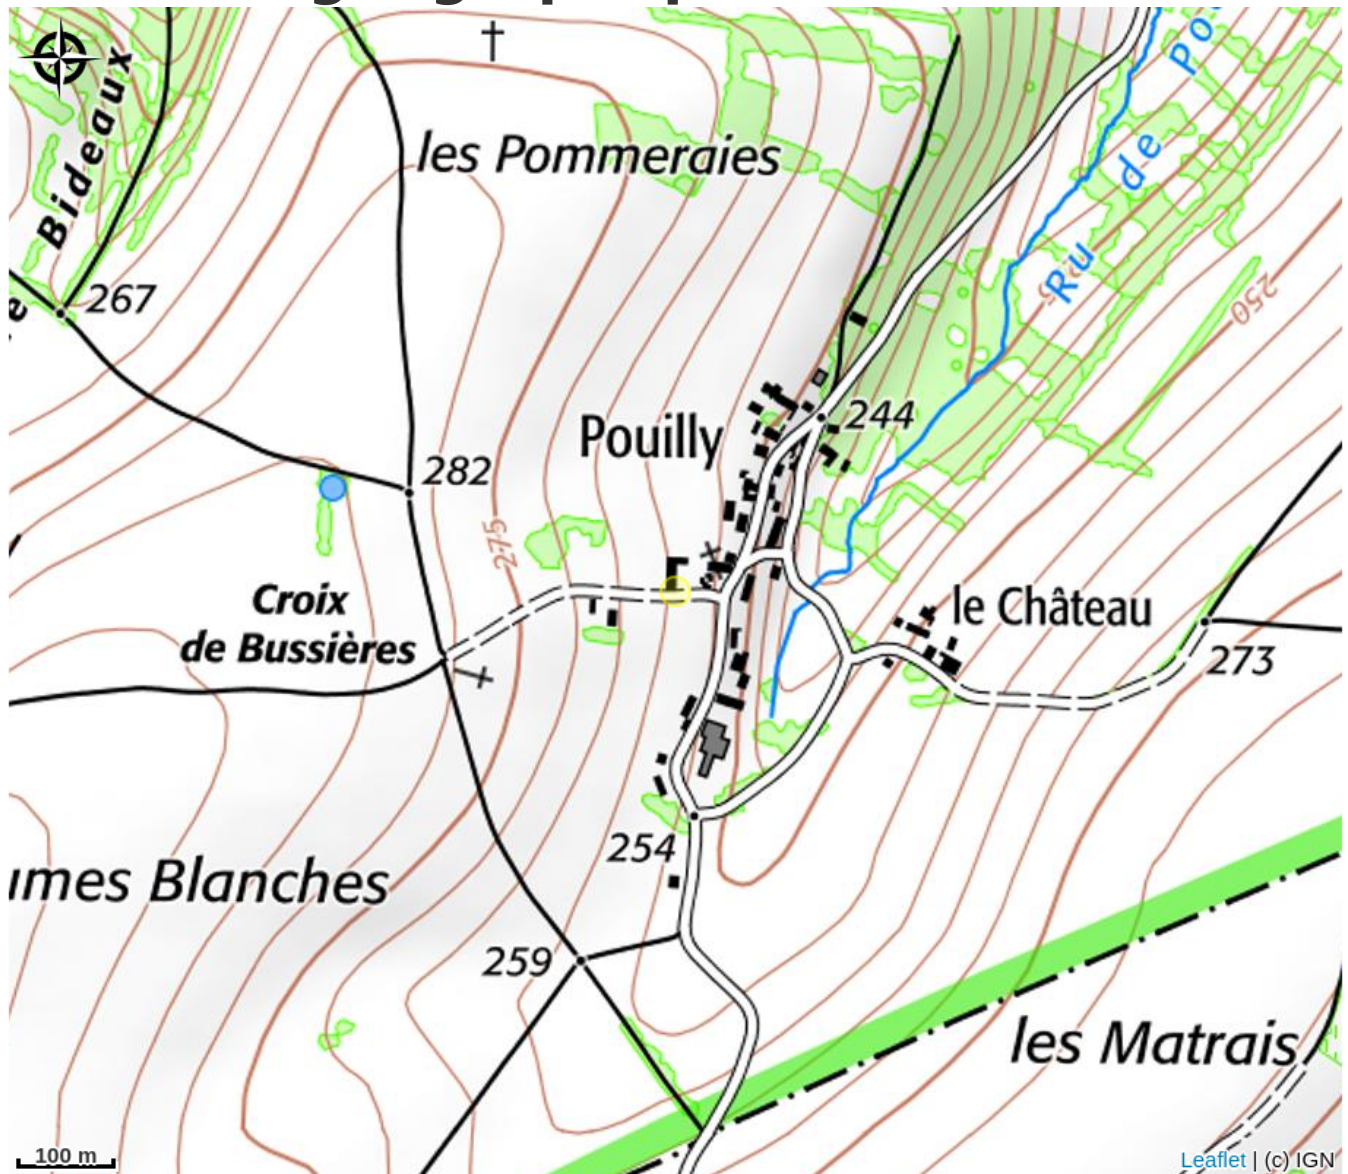 Bideaux
les Pommeraies
Ru de
267
250
Pouilly
244
282
275
Croix
de Bussières
le Château
273
254
umes Blanches
259
les Matrais
100 m
Leaflet | (c) IGN